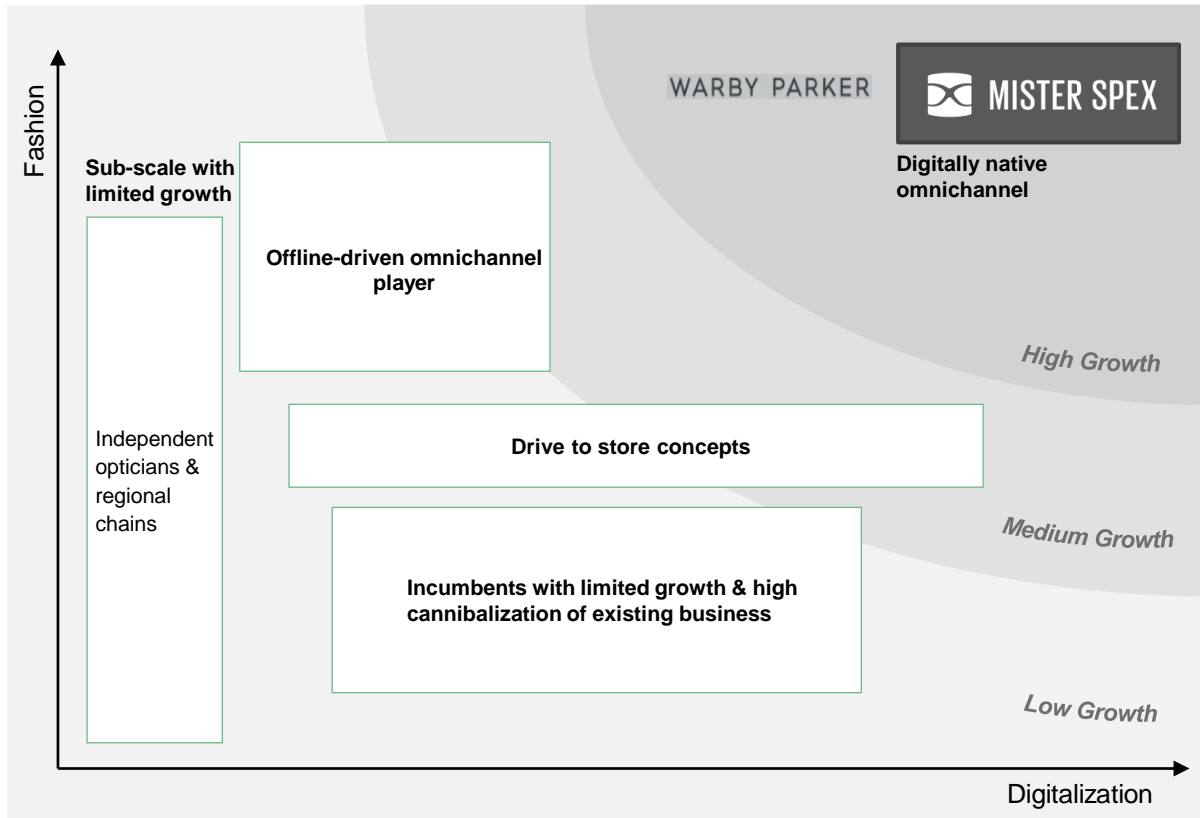 Fashion
WARBY PARKER
MISTER SPEX
Digitally native
omnichannel
Sub-scale with
limited growth
Offline-driven omnichannel
player
High Growth
Independent
opticians &
regional
chains
Drive to store concepts
Medium Growth
Incumbents with limited growth & high
cannibalization of existing business
Low Growth
Digitalization